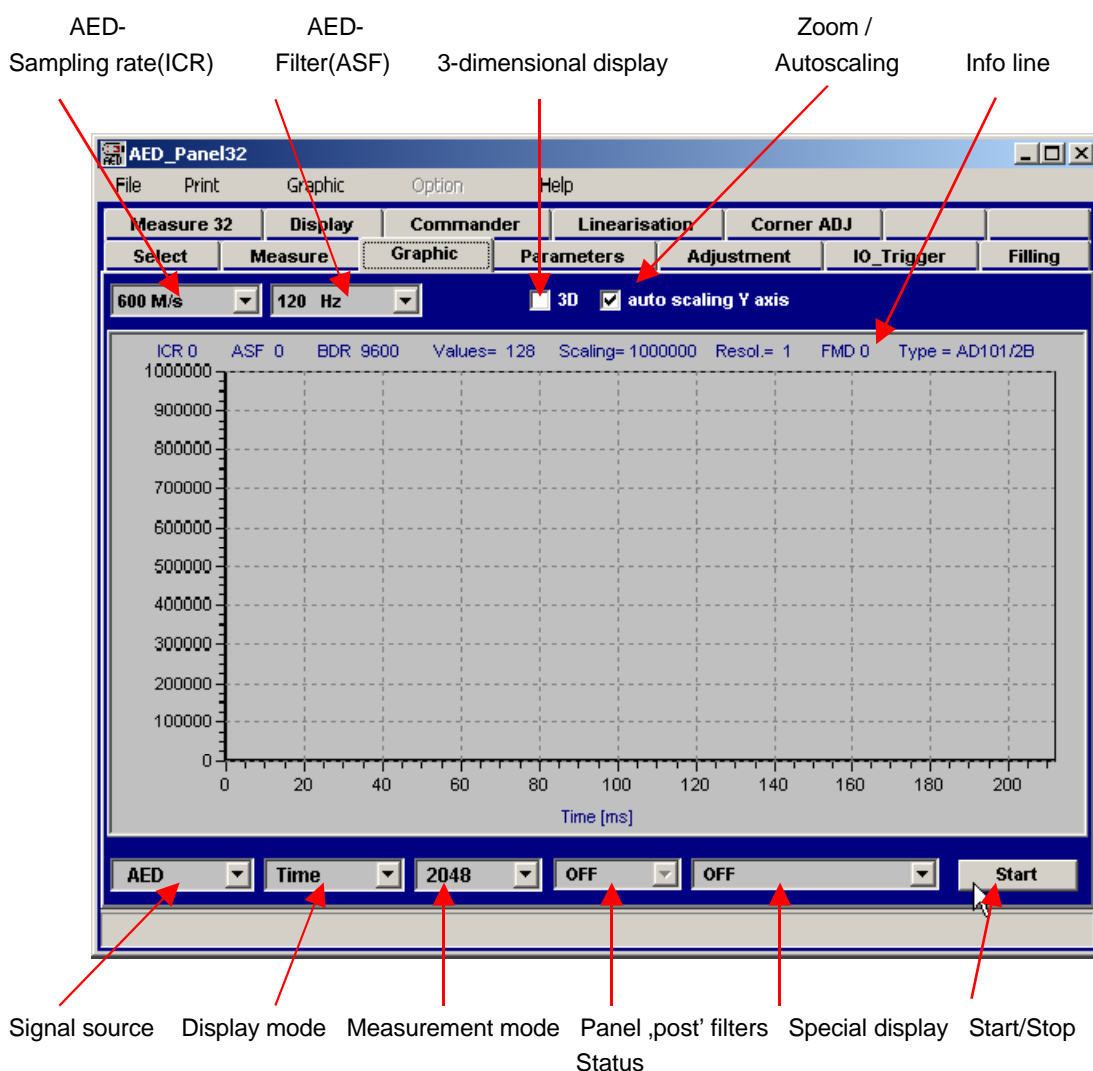 AED- AED- Zoom /
Sampling rate(ICR) Filter(ASF) 3-dimensional display Autoscaling Info line
AED_Panel32
File Print Graphic Option Help
Measure 32 Display Commander Linearisation Corner ADJ
Select Measure Graphic Parameters Adjustment IO_Trigger Filling
600 M/s 120 Hz 3D auto scaling Y axis
ICR 0 ASF 0 BDR 9600 Values= 128 Scaling= 1000000 Resol.= 1 FMD 0 Type = AD101/2B
1000000
900000
800000
700000
600000
500000
400000
300000
200000
100000
0
0 20 40 60 80 100 120 140 160 180 200
Time [ms]
AED Time 2048 OFF OFF Start
Signal source Display mode Measurement mode Panel ‚post’ filters Special display Start/Stop
Status